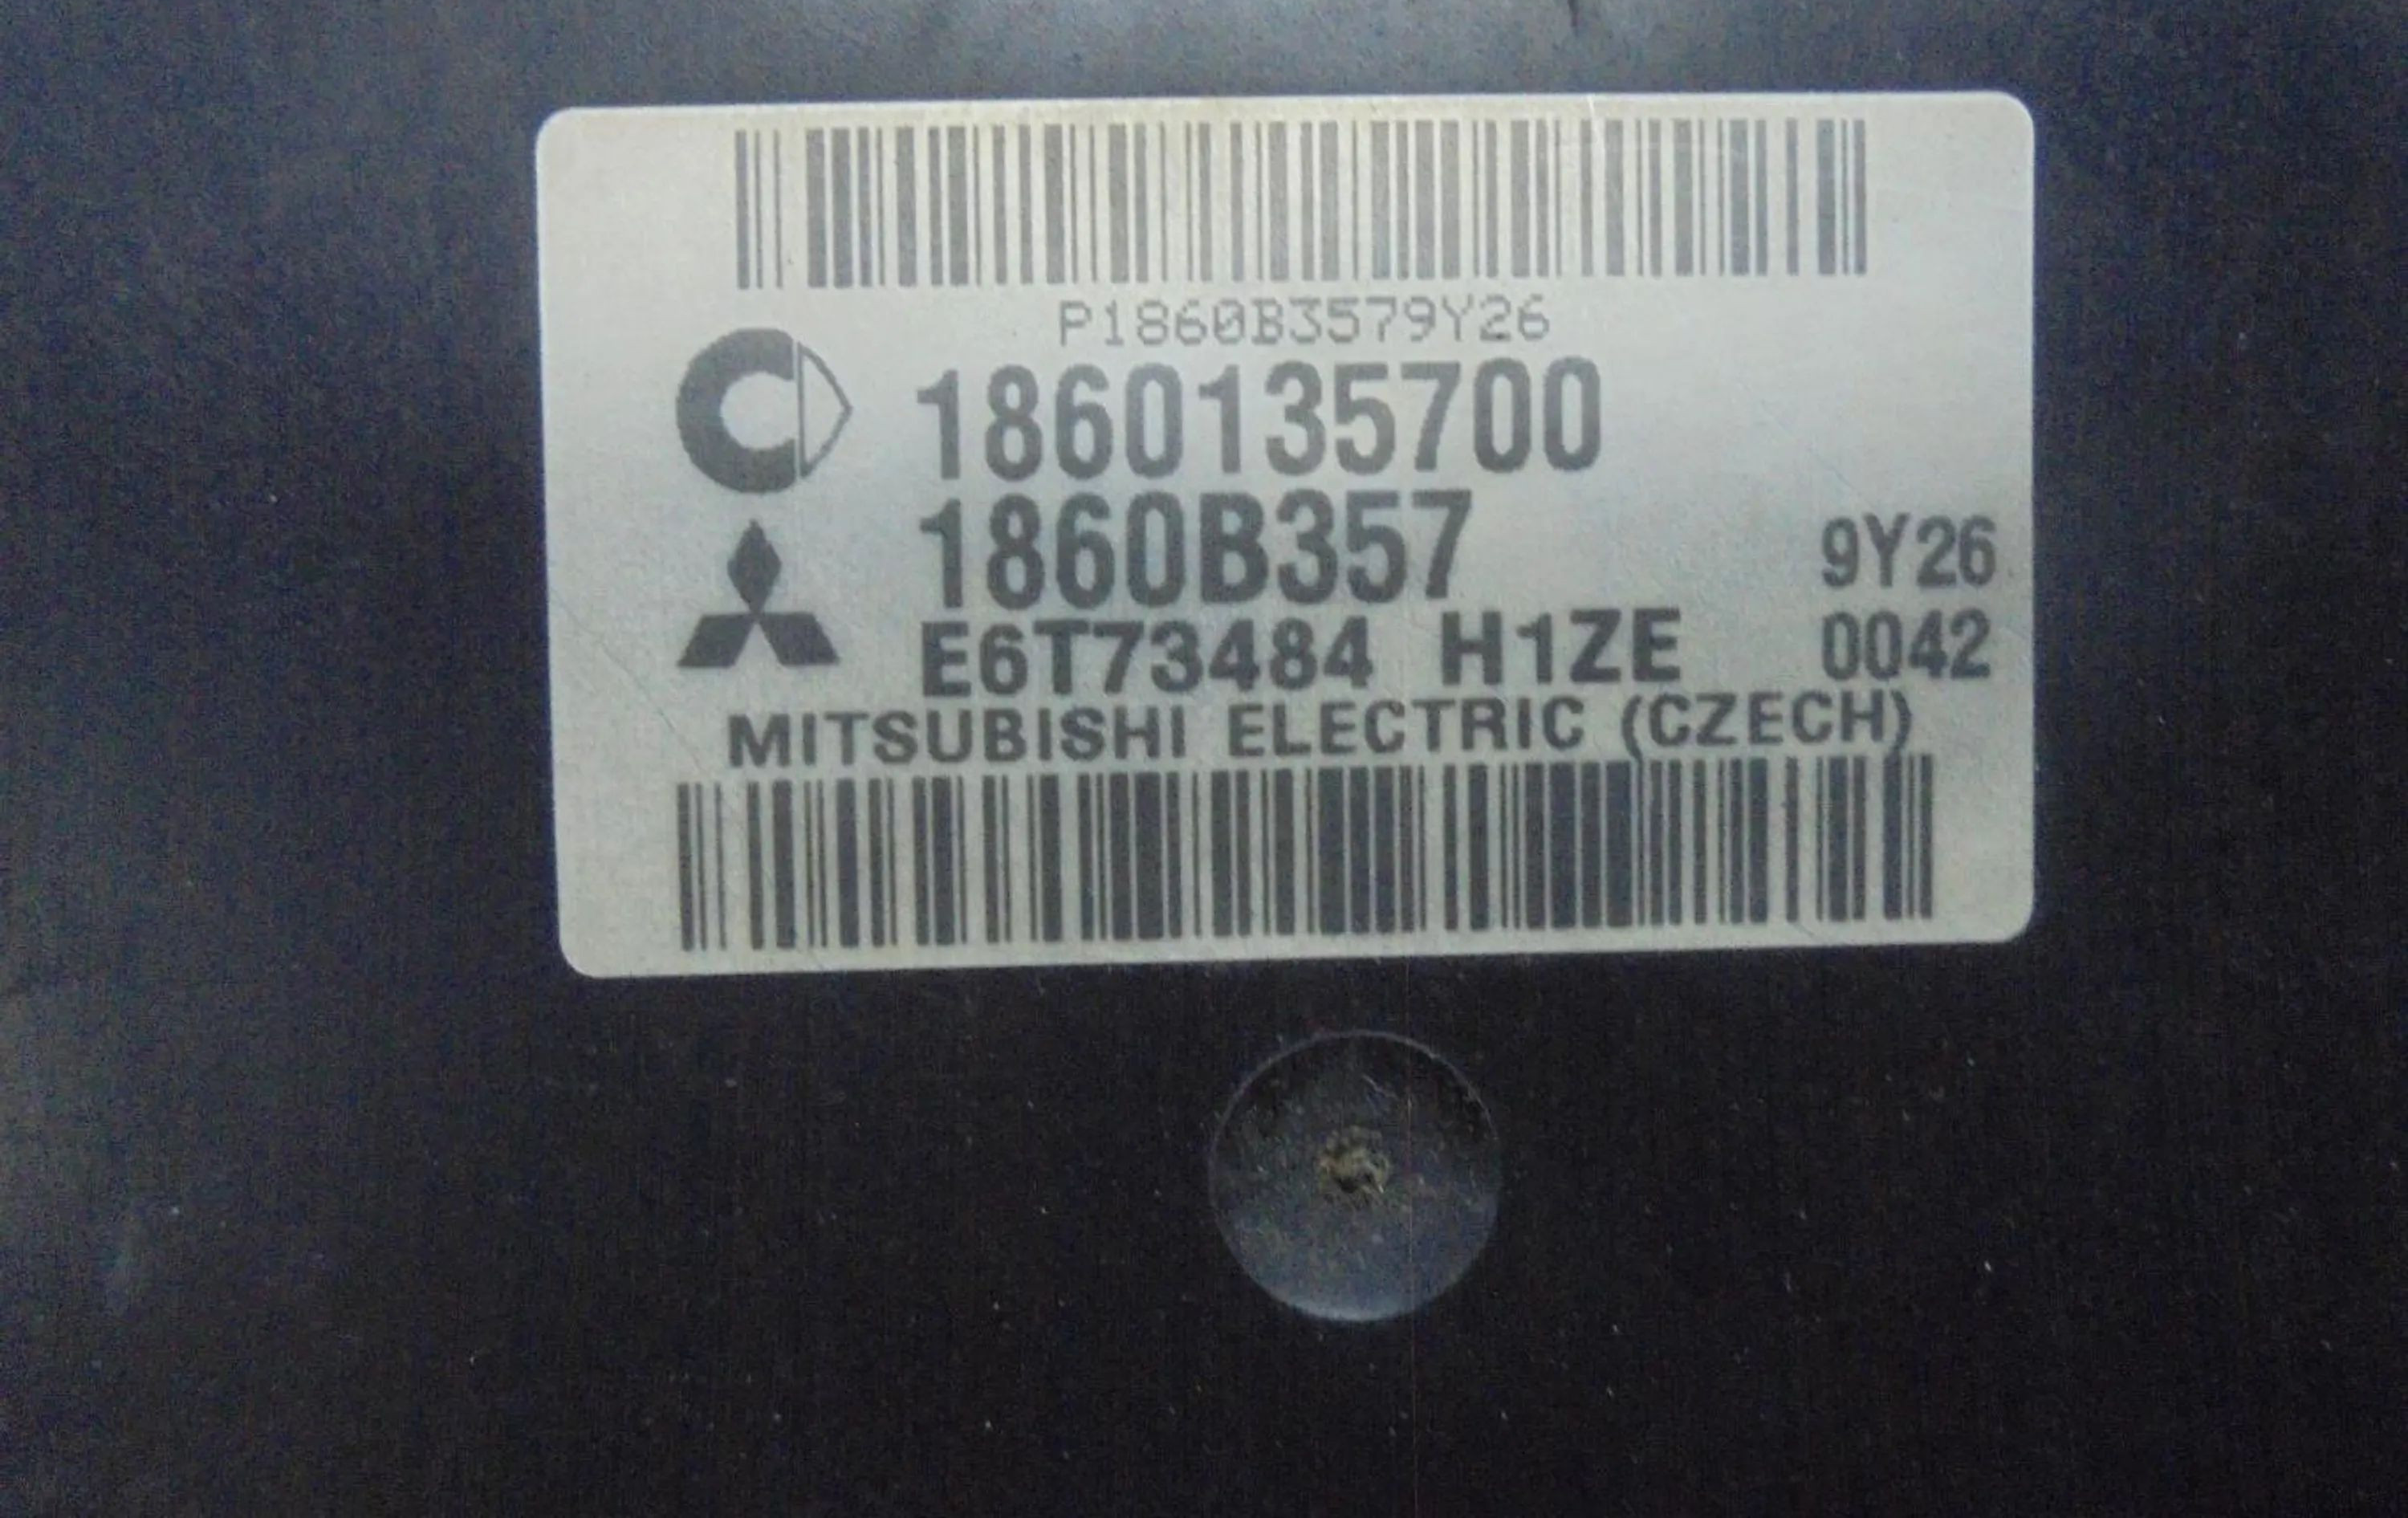 P1860B3579Y26
1860135700
1860B357 9Y26
E6T73484 H1ZE 0042
MITSUBISHI ELECTRIC (CZECH)